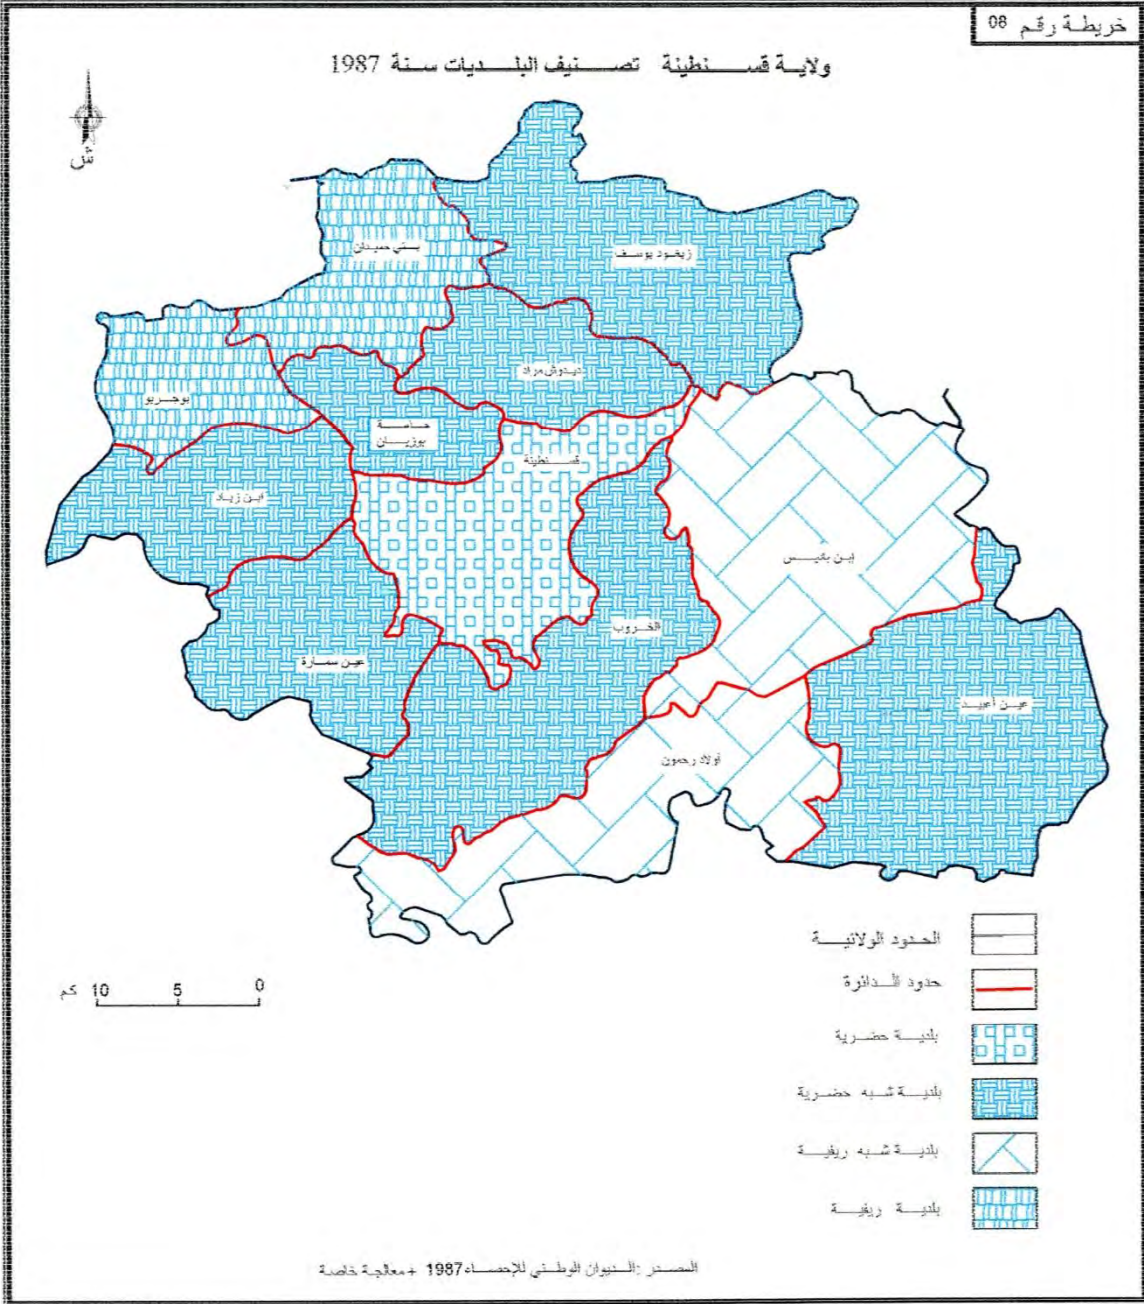 خريطة رقم 08
ولاية قسنطينة تصنيف البلديات سنة 1987
ش
بني حميدان
زيغود يوسف
ديدوش مراد
بوجريو
حامة
بوزيان
قسنطينة
ابن زياد
ابن باديس
الخروب
عين سمارة
عين أعبيد
أولاد رحمون
الحدود الولائية
حدود الدائرة
0 5 10 كم
بلدية حضرية
بلدية شبه حضرية
بلدية شبه ريفية
بلدية ريفية
المصدر :الديوان الوطني للإحصاء 1987 +معالجة خاصة